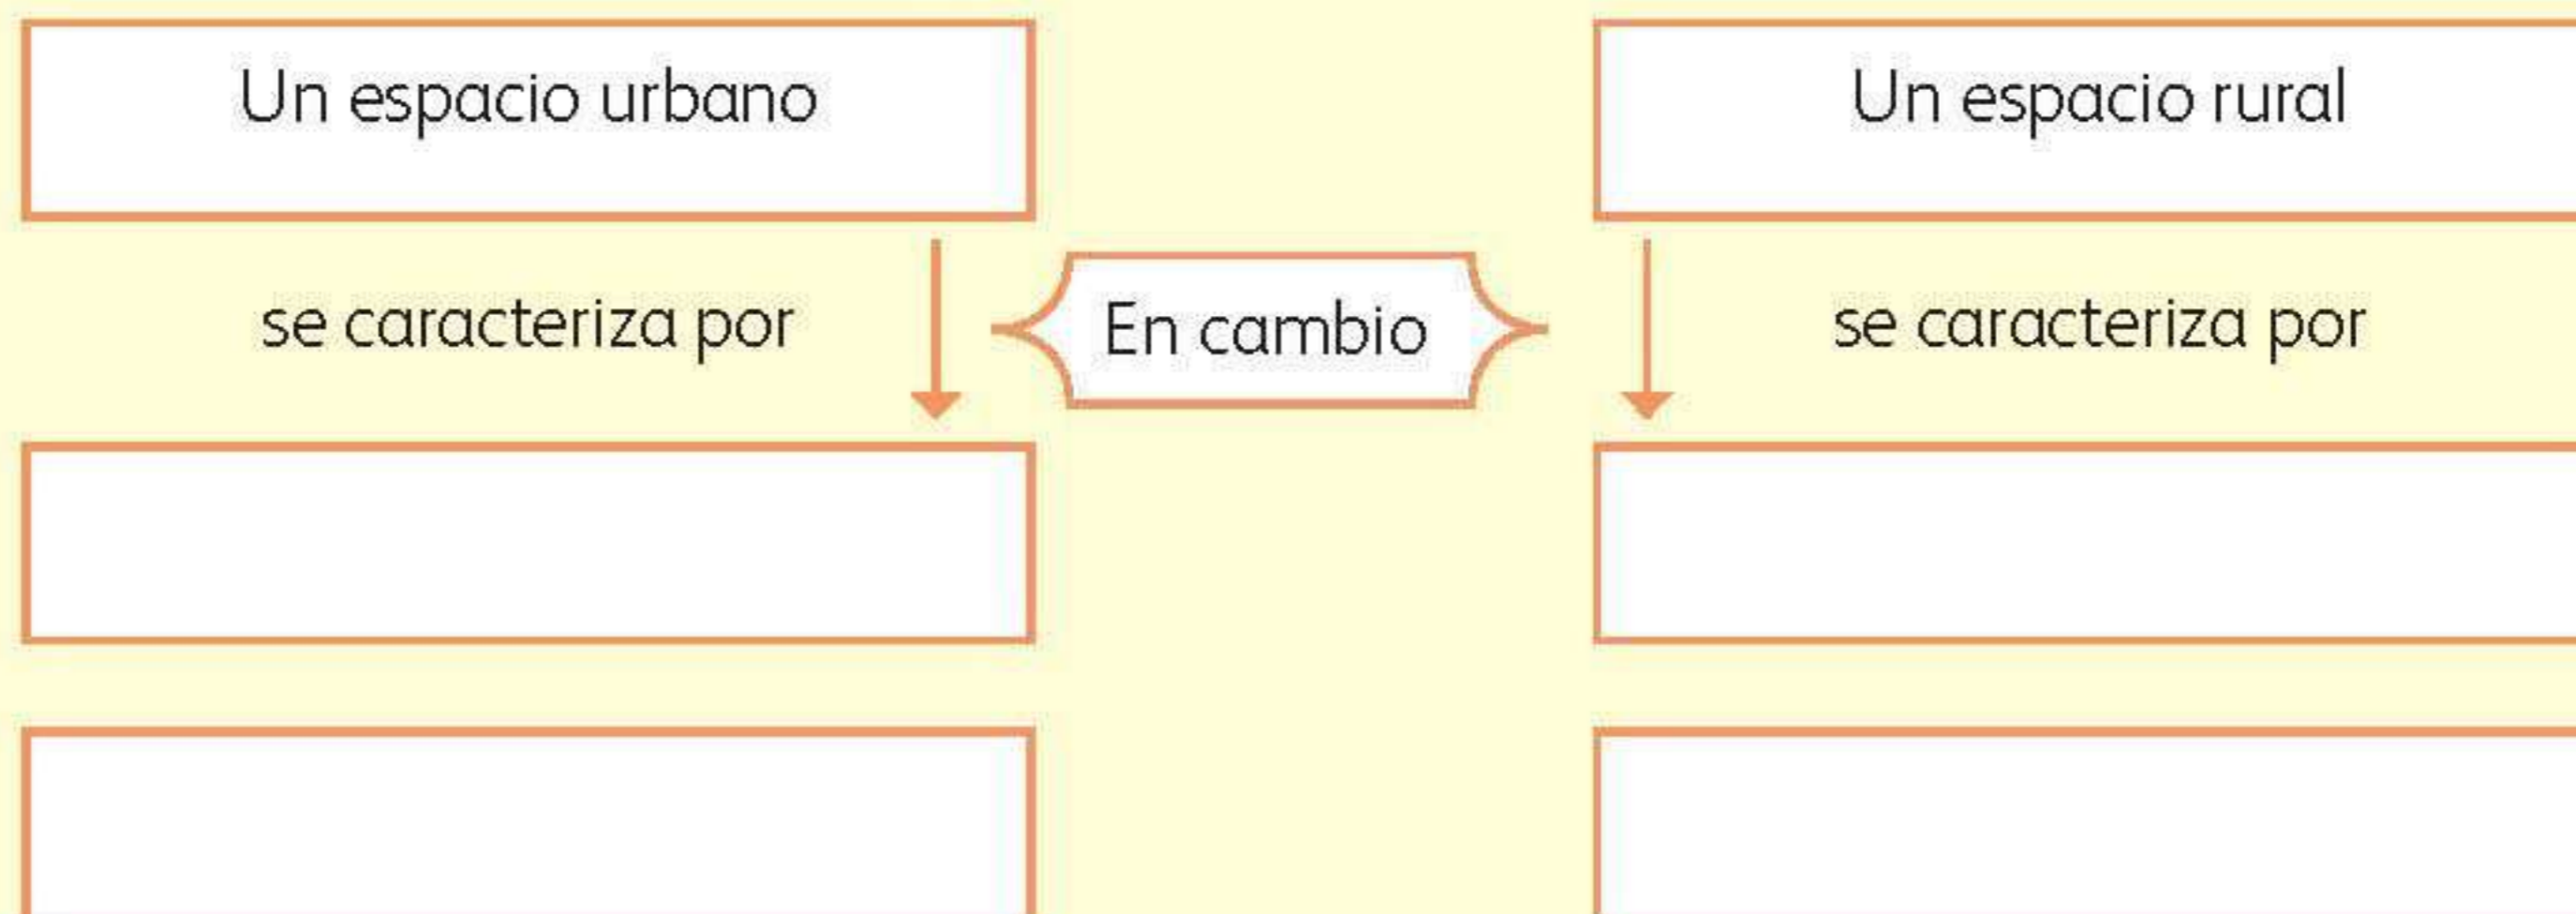 Un espacio urbano
Un espacio rural
se caracteriza por
En cambio
se caracteriza por